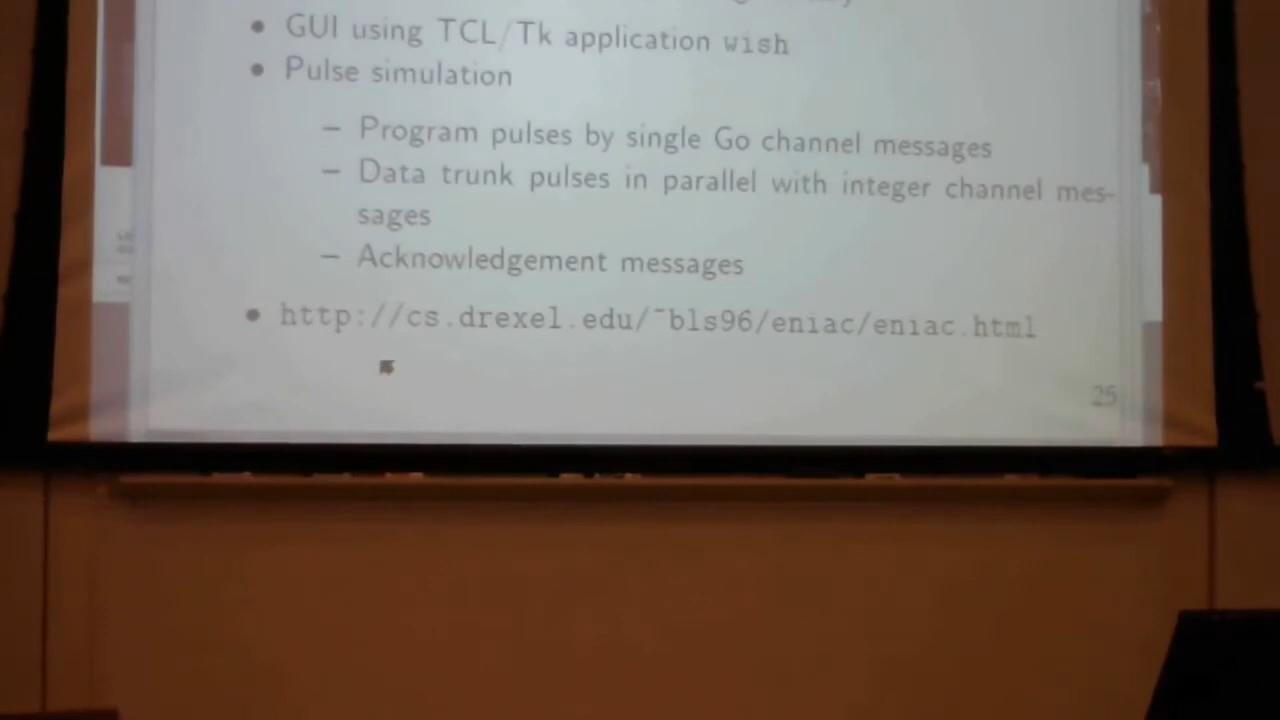 • GUI using TCL/Tk application wish
• Pulse simulation
– Program pulses by single Go channel messages
– Data trunk pulses in parallel with integer channel mes-
sages
– Acknowledgement messages
• http://cs.drexel.edu/~bls96/eniac/eniac.html
25